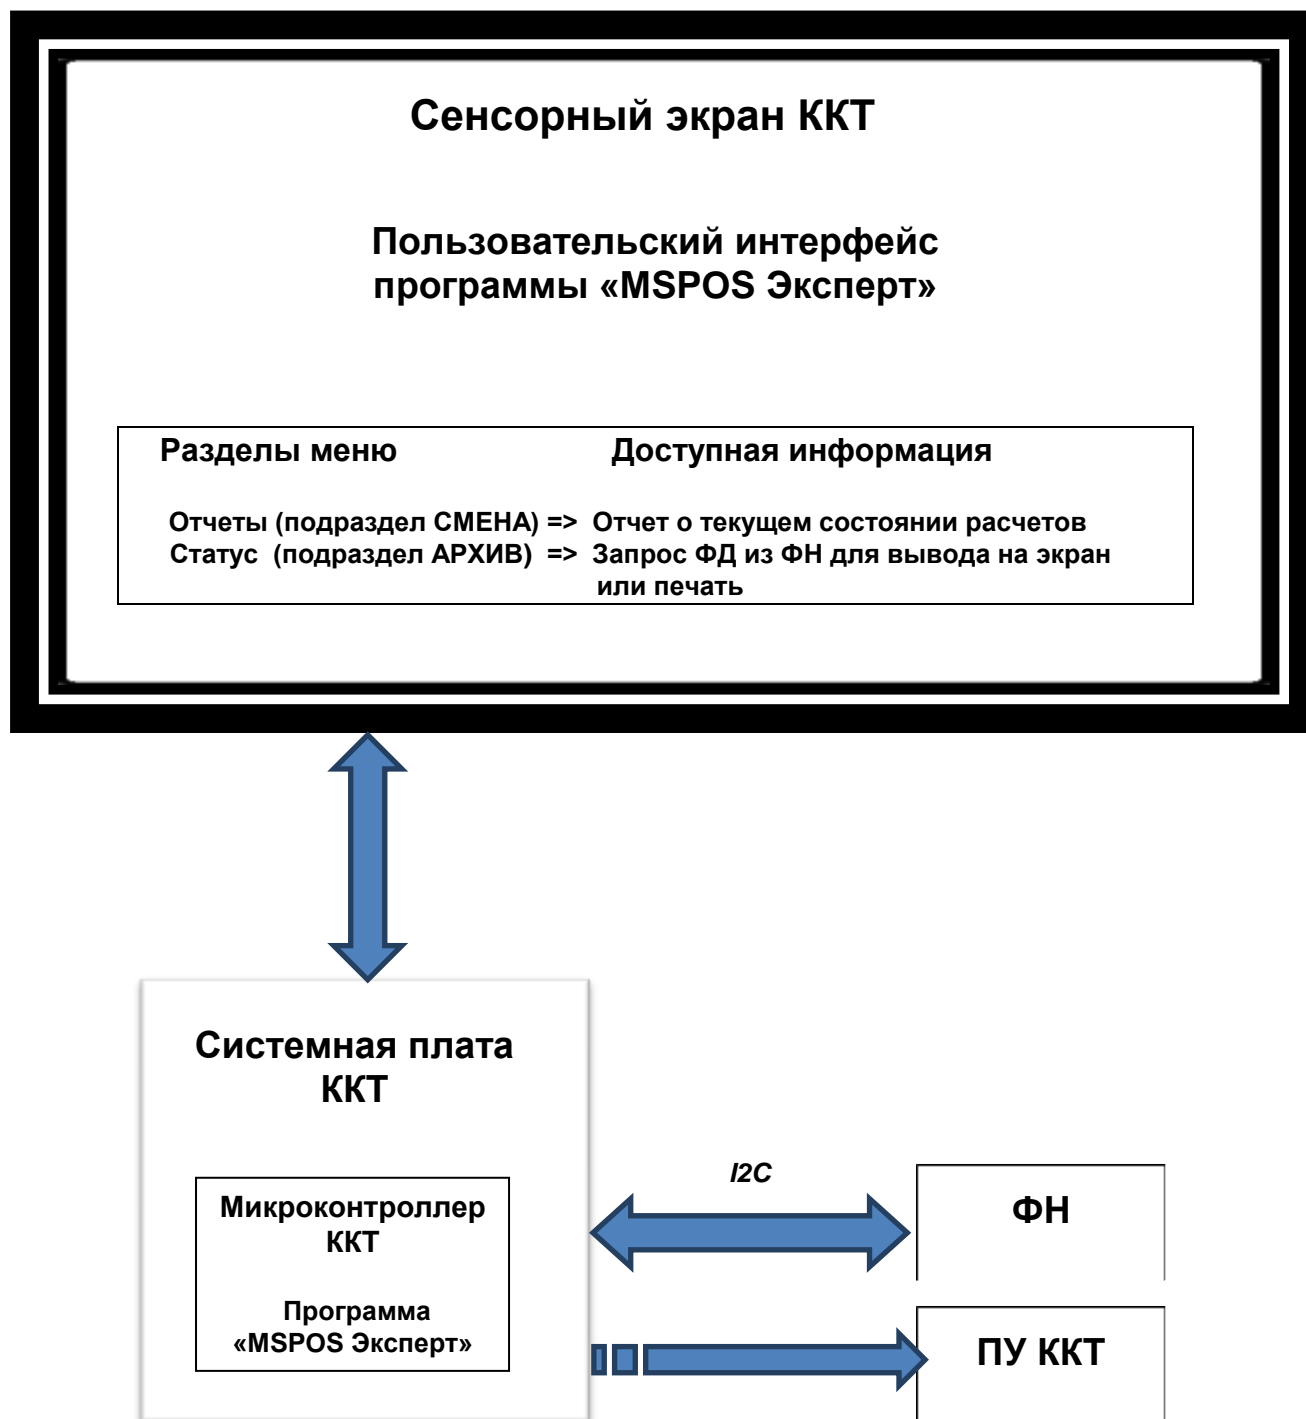 Сенсорный экран ККТ
Пользовательский интерфейс
программы «MSPOS Эксперт»
Разделы меню Доступная информация
Отчеты (подраздел СМЕНА) => Отчет о текущем состоянии расчетов
Статус (подраздел АРХИВ) => Запрос ФД из ФН для вывода на экран
или печать
Системная плата
ККТ
Микроконтроллер
ККТ
Программа
«MSPOS Эксперт»
I2C
ФН
ПУ ККТ